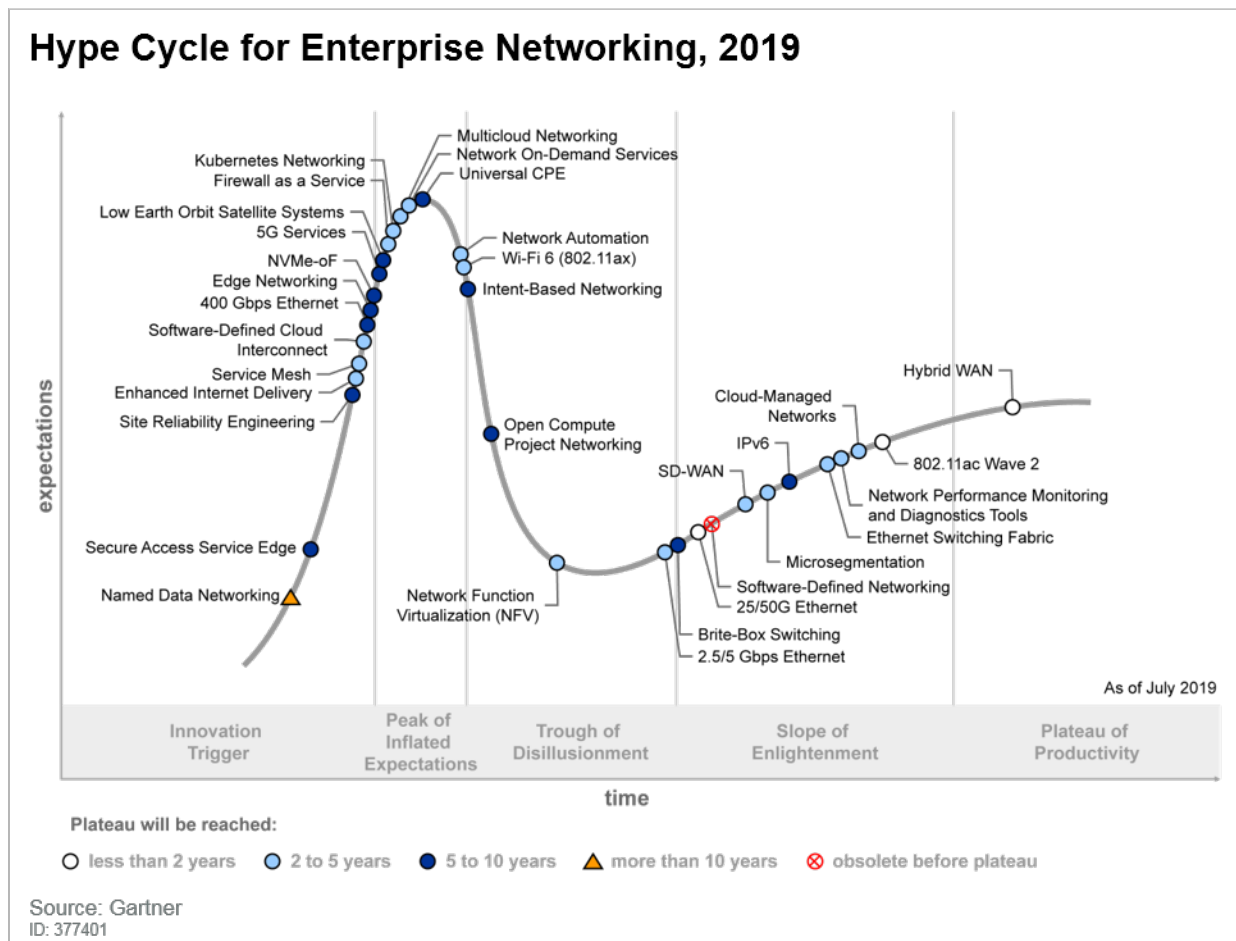 Hype Cycle for Enterprise Networking, 2019
Multicloud Networking
Network On-Demand Services
Universal CPE
Kubernetes Networking
Firewall as a Service
Low Earth Orbit Satellite Systems
5G Services
NVMe-oF
Edge Networking
400 Gbps Ethernet
Software-Defined Cloud
Interconnect
Service Mesh
Enhanced Internet Delivery
Site Reliability Engineering
Secure Access Service Edge
Named Data Networking
Network Automation
Wi-Fi 6 (802.11ax)
Intent-Based Networking
Open Compute
Project Networking
Network Function
Virtualization (NFV)
Hybrid WAN
Cloud-Managed
Networks
IPv6
SD-WAN
802.11ac Wave 2
Network Performance Monitoring
and Diagnostics Tools
Ethernet Switching Fabric
Microsegmentation
Software-Defined Networking
25/50G Ethernet
Brite-Box Switching
2.5/5 Gbps Ethernet
expectations
As of July 2019
Innovation
Trigger
Peak of
Inflated
Expectations
Trough of
Disillusionment
Slope of
Enlightenment
Plateau of
Productivity
time
Plateau will be reached:
less than 2 years
2 to 5 years
5 to 10 years
more than 10 years
obsolete before plateau
Source: Gartner
ID: 377401